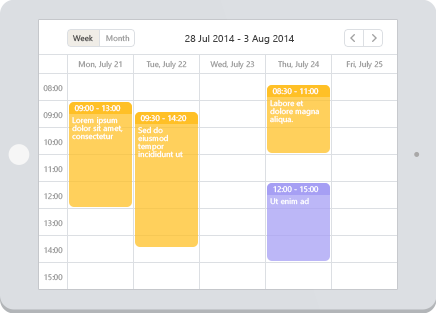 Week Month 28 Jul 2014 - 3 Aug 2014
Mon, July 21 Tue, July 22 Wed, July 23 Thu, July 24 Fri, July 25
08:00
09:00
10:00
11:00
12:00
13:00
14:00
15:00
09:00 - 13:00
Lorem ipsum
dolor sit amet,
consectetur
09:30 - 14:20
Sed do
eiusmod
tempor
incididunt ut
08:30 - 11:00
Labore et
dolore magna
aliqua.
12:00 - 15:00
Ut enim ad